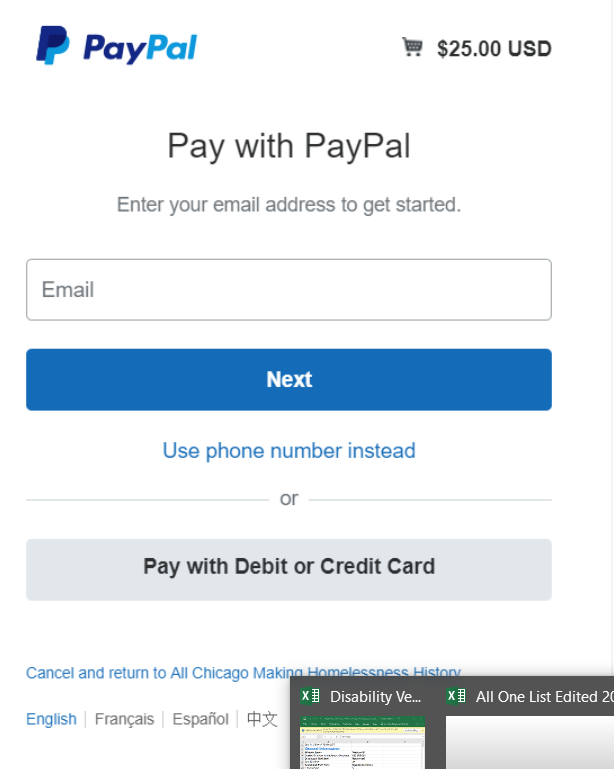 PayPal
$25.00 USD
Pay with PayPal
Enter your email address to get started.
Email
Next
Use phone number instead
or
Pay with Debit or Credit Card
Cancel and return to All Chicago Making Homelessness History
English Français Español 中文
Disability Ve...
All One List Edited 20